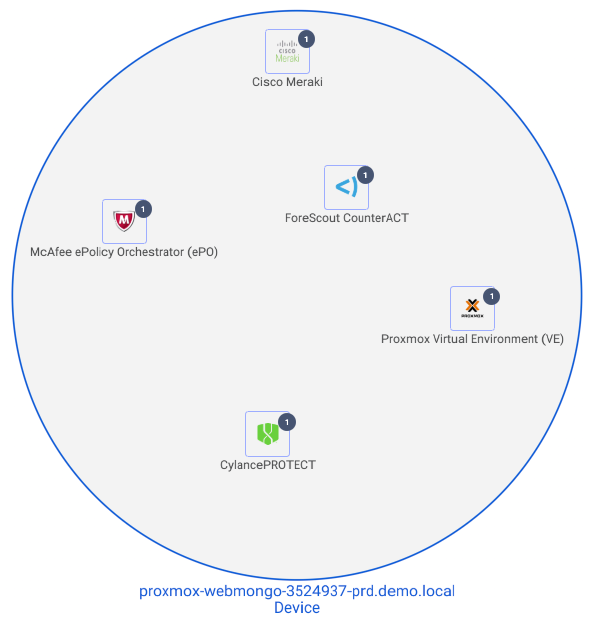 1
CISCO
Meraki
Cisco Meraki
1
ForeScout CounterACT
1
M
McAfee ePolicy Orchestrator (ePO)
1
PROXMOX
Proxmox Virtual Environment (VE)
1
CylancePROTECT
proxmox-webmongo-3524937-prd.demo.local
Device